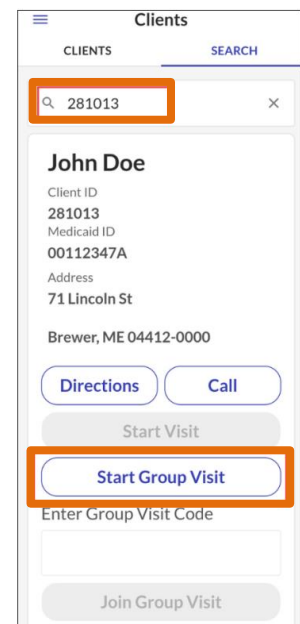 Clients
CLIENTS SEARCH
281013
John Doe
Client ID
281013
Medicaid ID
00112347A
Address
71 Lincoln St
Brewer, ME 04412-0000
Directions Call
Start Visit
Start Group Visit
Enter Group Visit Code
Join Group Visit